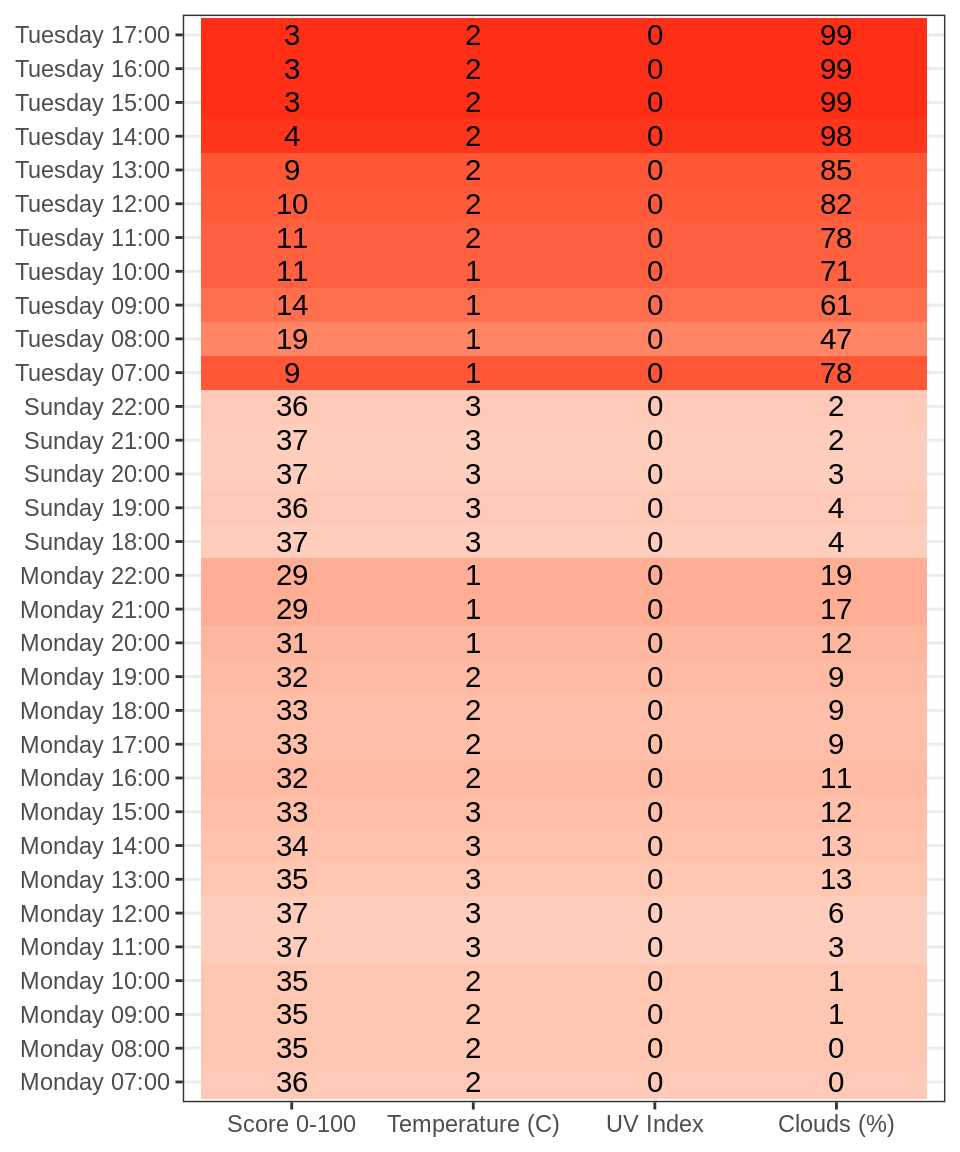 Tuesday 17:00 3 2 0 99
Tuesday 16:00 3 2 0 99
Tuesday 15:00 3 2 0 99
Tuesday 14:00 4 2 0 98
Tuesday 13:00 9 2 0 85
Tuesday 12:00 10 2 0 82
Tuesday 11:00 11 2 0 78
Tuesday 10:00 11 1 0 71
Tuesday 09:00 14 1 0 61
Tuesday 08:00 19 1 0 47
Tuesday 07:00 9 1 0 78
Sunday 22:00 36 3 0 2
Sunday 21:00 37 3 0 2
Sunday 20:00 37 3 0 3
Sunday 19:00 36 3 0 4
Sunday 18:00 37 3 0 4
Monday 22:00 29 1 0 19
Monday 21:00 29 1 0 17
Monday 20:00 31 1 0 12
Monday 19:00 32 2 0 9
Monday 18:00 33 2 0 9
Monday 17:00 33 2 0 9
Monday 16:00 32 2 0 11
Monday 15:00 33 3 0 12
Monday 14:00 34 3 0 13
Monday 13:00 35 3 0 13
Monday 12:00 37 3 0 6
Monday 11:00 37 3 0 3
Monday 10:00 35 2 0 1
Monday 09:00 35 2 0 1
Monday 08:00 35 2 0 0
Monday 07:00 36 2 0 0
Score 0-100 Temperature (C) UV Index Clouds (%)